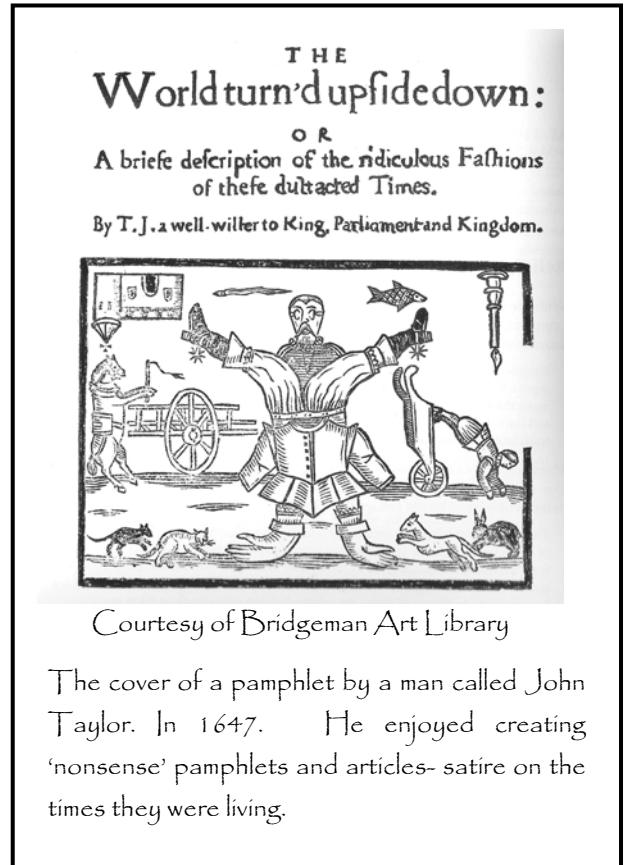 THE
World turn'd upſide down:
OR
A briefe deſcription of the ridiculous Faſhions
of theſe diſtracted Times.
By T.J. a well-willer to King, Parliament and Kingdom.
Courtesy of Bridgeman Art Library
The cover of a pamphlet by a man called John
Taylor. In 1647. He enjoyed creating
‘nonsense’ pamphlets and articles- satire on the
times they were living.